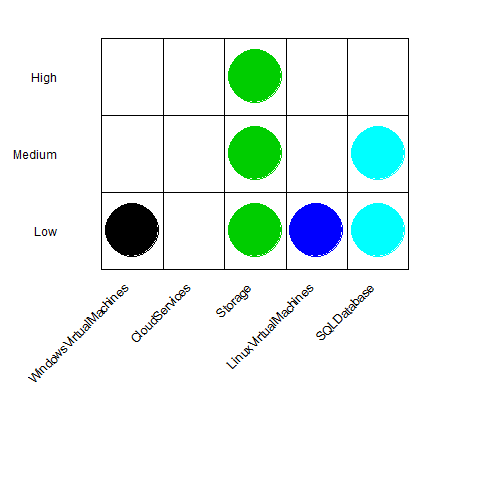 High
Medium
Low
WindowsVirtualMachines
CloudServices
Storage
LinuxVirtualMachines
SQLDatabase